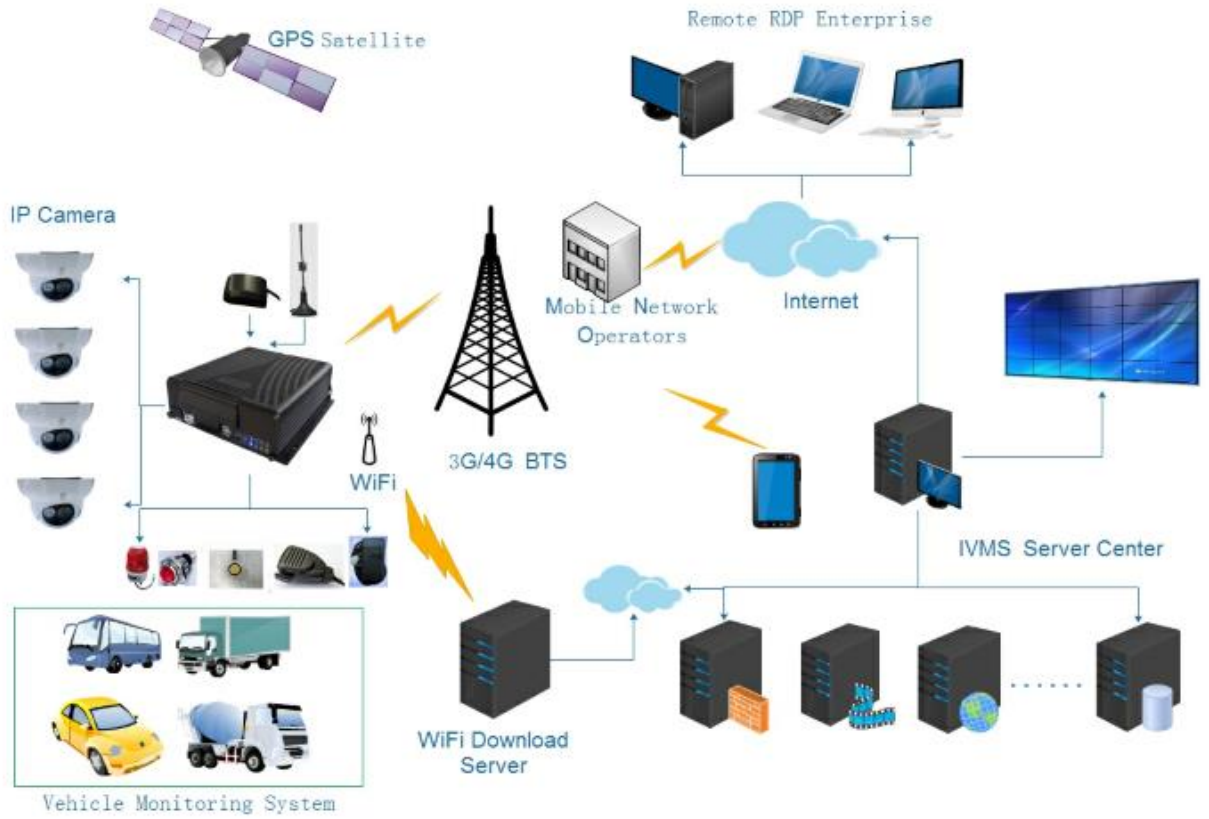 Remote RDP Enterprise
GPS Satellite
IP Camera
Internet
Mobile Network
Operators
3G/4G BTS
WiFi
IVMS Server Center
WiFi Download
Server
Vehicle Monitoring System